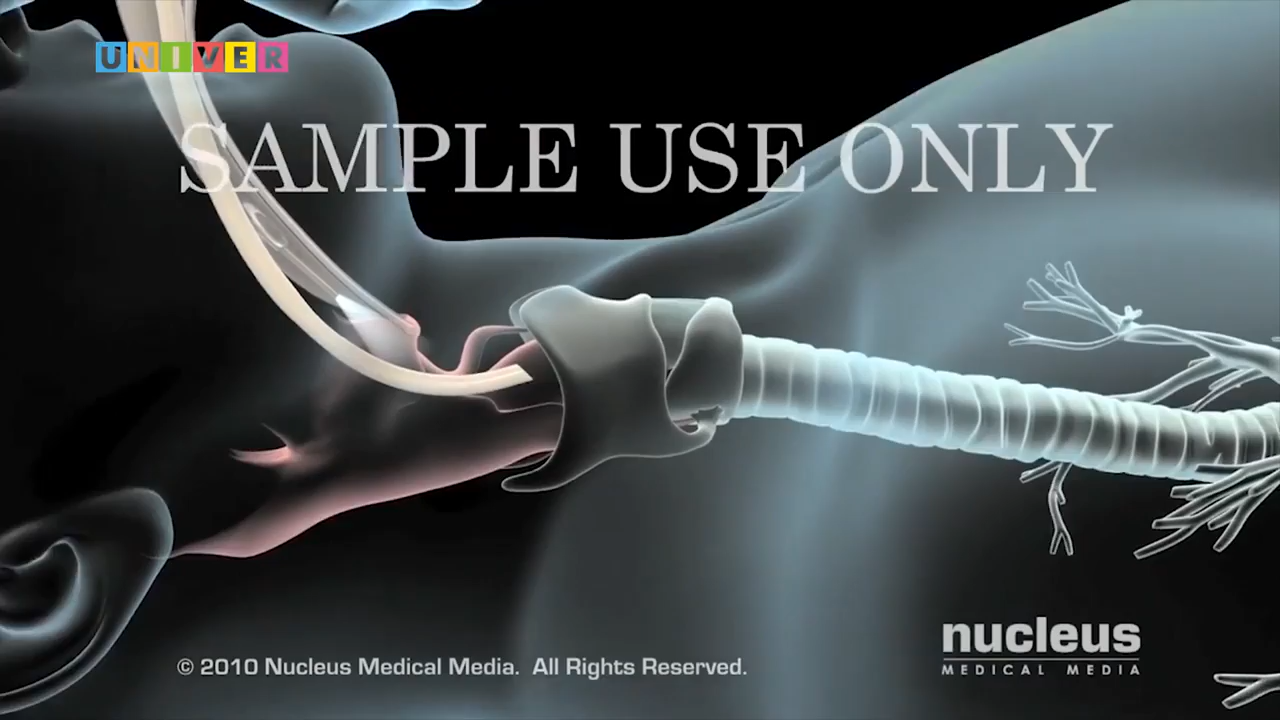 UNIVER
SAMPLE USE ONLY
nucleus
MEDICAL MEDIA
© 2010 Nucleus Medical Media. All Rights Reserved.